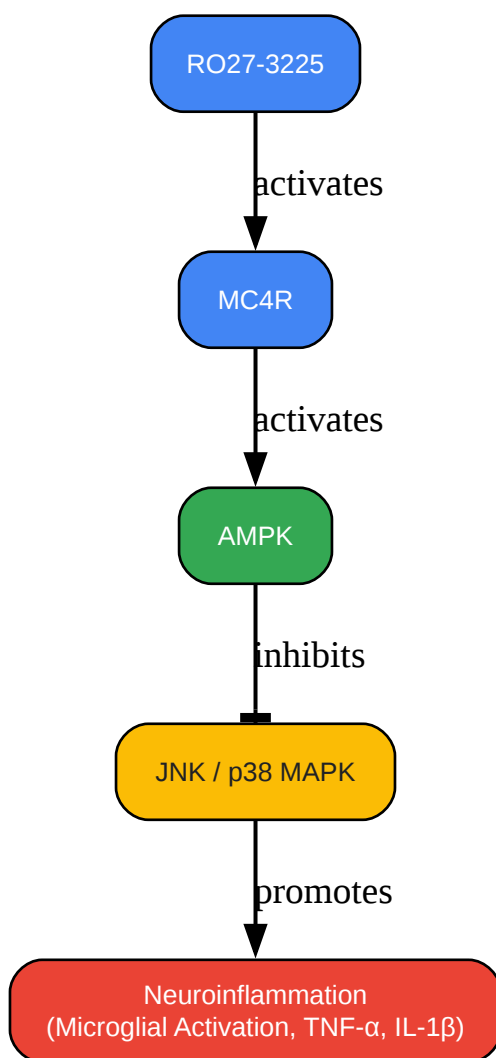 RO27-3225
activates
MC4R
activates
AMPK
inhibits
JNK / p38 MAPK
promotes
Neuroinflammation
(Microglial Activation, TNF-α, IL-1β)